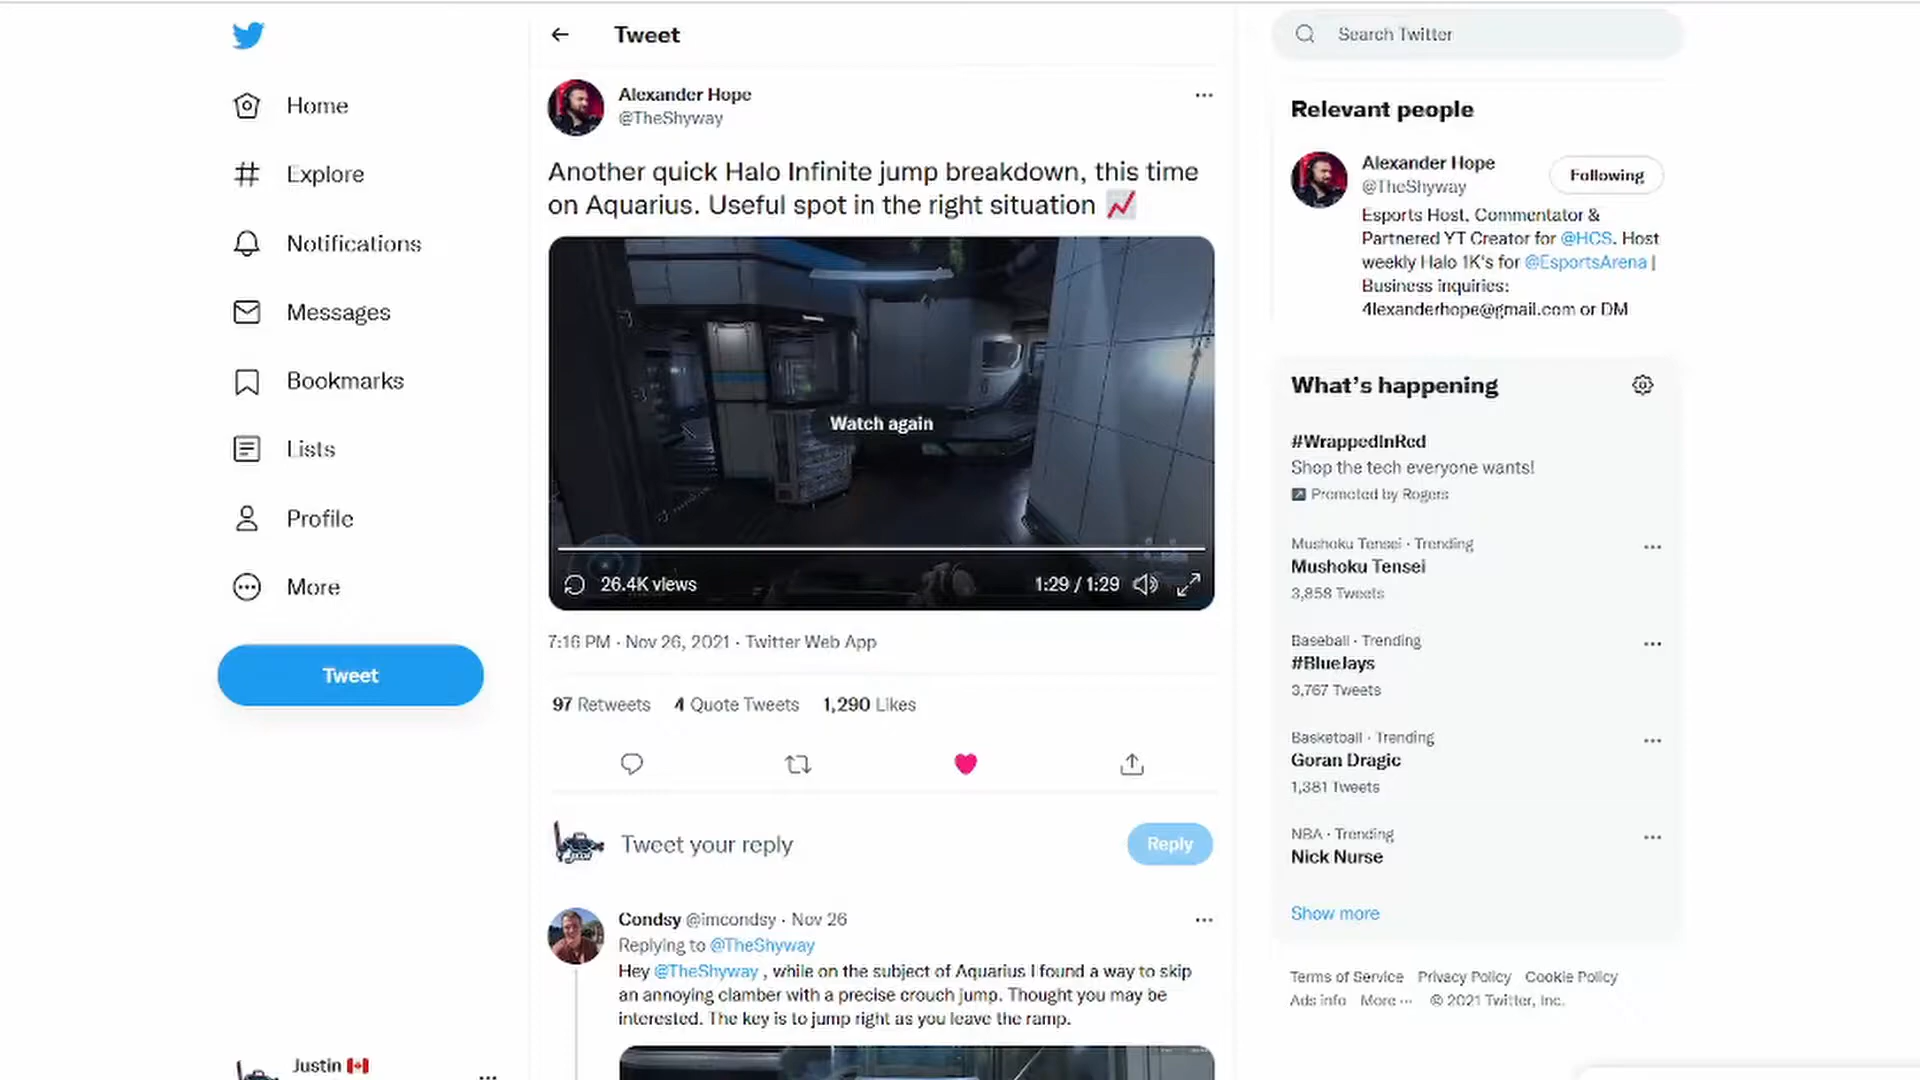 Tweet
Search Twitter
Home
Explore
Notifications
Messages
Bookmarks
Lists
Profile
More
Tweet
Justin
Alexander Hope
@TheShyway
Another quick Halo Infinite jump breakdown, this time
on Aquarius. Useful spot in the right situation
Watch again
26.4K views
1:29 / 1:29
7:16 PM · Nov 26, 2021 · Twitter Web App
97 Retweets 4 Quote Tweets 1,290 Likes
Tweet your reply
Reply
Condsy @imcondsy · Nov 26
Replying to @TheShyway
Hey @TheShyway , while on the subject of Aquarius I found a way to skip
an annoying clamber with a precise crouch jump. Thought you may be
interested. The key is to jump right as you leave the ramp.
Relevant people
Alexander Hope
@TheShyway
Following
Esports Host, Commentator &
Partnered YT Creator for @HCS. Host
weekly Halo 1K's for @EsportsArena |
Business inquiries:
4lexanderhope@gmail.com or DM
What's happening
#WrappedInRed
Shop the tech everyone wants!
Promoted by Rogers
Mushoku Tensei · Trending
Mushoku Tensei
3,858 Tweets
Baseball · Trending
#BlueJays
3,767 Tweets
Basketball · Trending
Goran Dragic
1,381 Tweets
NBA · Trending
Nick Nurse
Show more
Terms of Service Privacy Policy Cookie Policy
Ads info More ··· © 2021 Twitter, Inc.